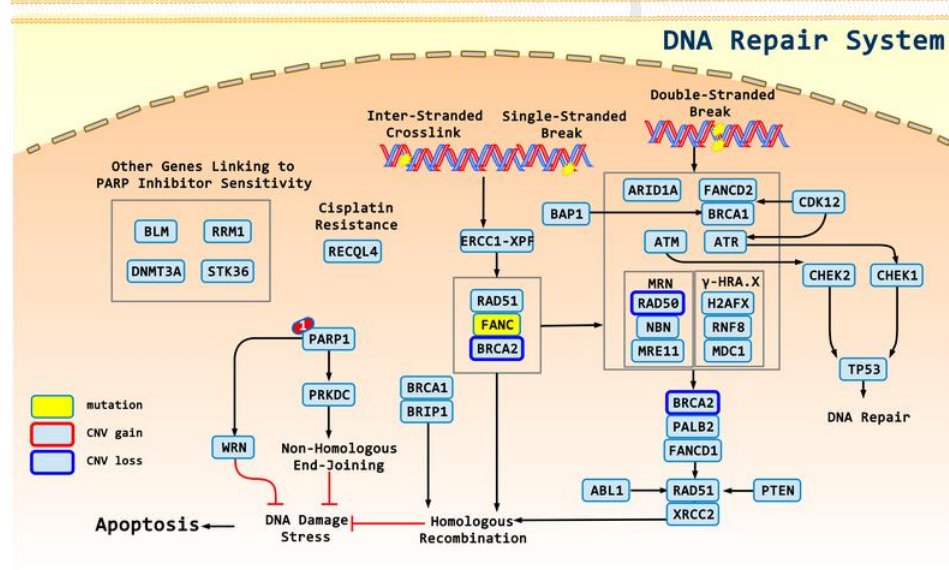 DNA Repair System
Double-Stranded
Break
Inter-Stranded
Crosslink
Single-Stranded
Break
Other Genes Linking to
PARP Inhibitor Sensitivity
BLM
RRM1
DNMT3A
STK36
Cisplatin
Resistance
RECQL4
BAP1
ERCC1-XPF
RAD51
FANC
BRCA2
ARID1A
FANCD2
BRCA1
CDK12
ATM
ATR
CHEK2
CHEK1
MRN
RAD50
NBN
MRE11
γ-HRA.X
H2AFX
RNF8
MDC1
TP53
DNA Repair
1
PARP1
PRKDC
WRN
Non-Homologous
End-Joining
BRCA1
BRIP1
BRCA2
PALB2
FANCD1
ABL1
RAD51
PTEN
XRCC2
mutation
CNV gain
CNV loss
Apoptosis
DNA Damage
Stress
Homologous
Recombination